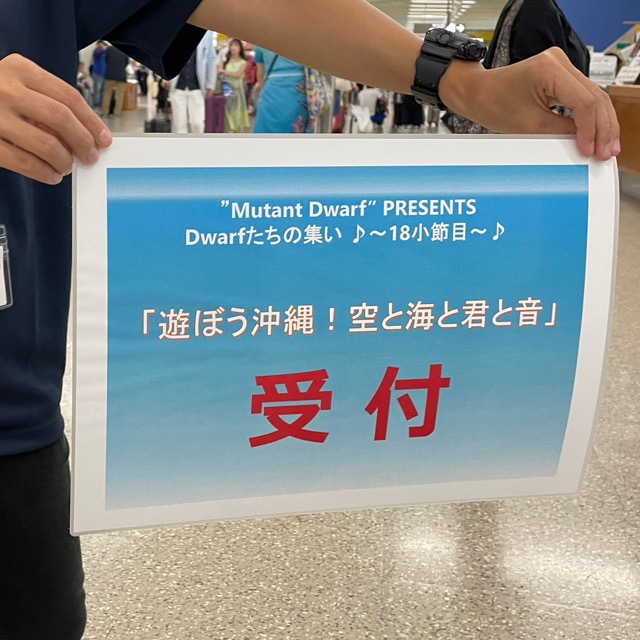 ”Mutant Dwarf” PRESENTS
Dwarfたちの集い ♪～18小節目～♪
「遊ぼう沖縄！空と海と君と音」
受付